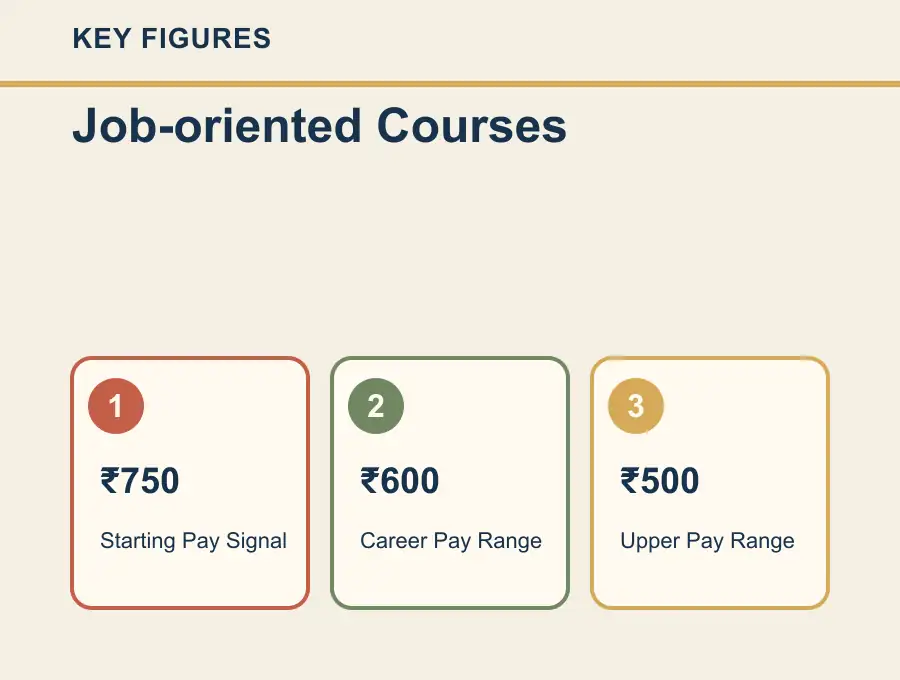 KEY FIGURES
Job-oriented Courses
1
₹750
Starting Pay Signal
2
₹600
Career Pay Range
3
₹500
Upper Pay Range